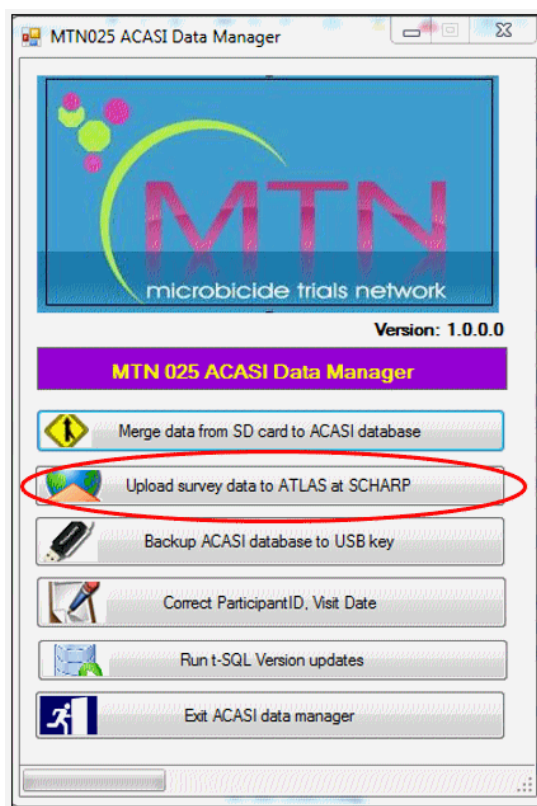 MTN025 ACASI Data Manager
MTN
microbicide trials network
Version: 1.0.0.0
MTN 025 ACASI Data Manager
Merge data from SD card to ACASI database
Upload survey data to ATLAS at SCHARP
Backup ACASI database to USB key
Correct ParticipantID, Visit Date
Run t-SQL Version updates
Exit ACASI data manager